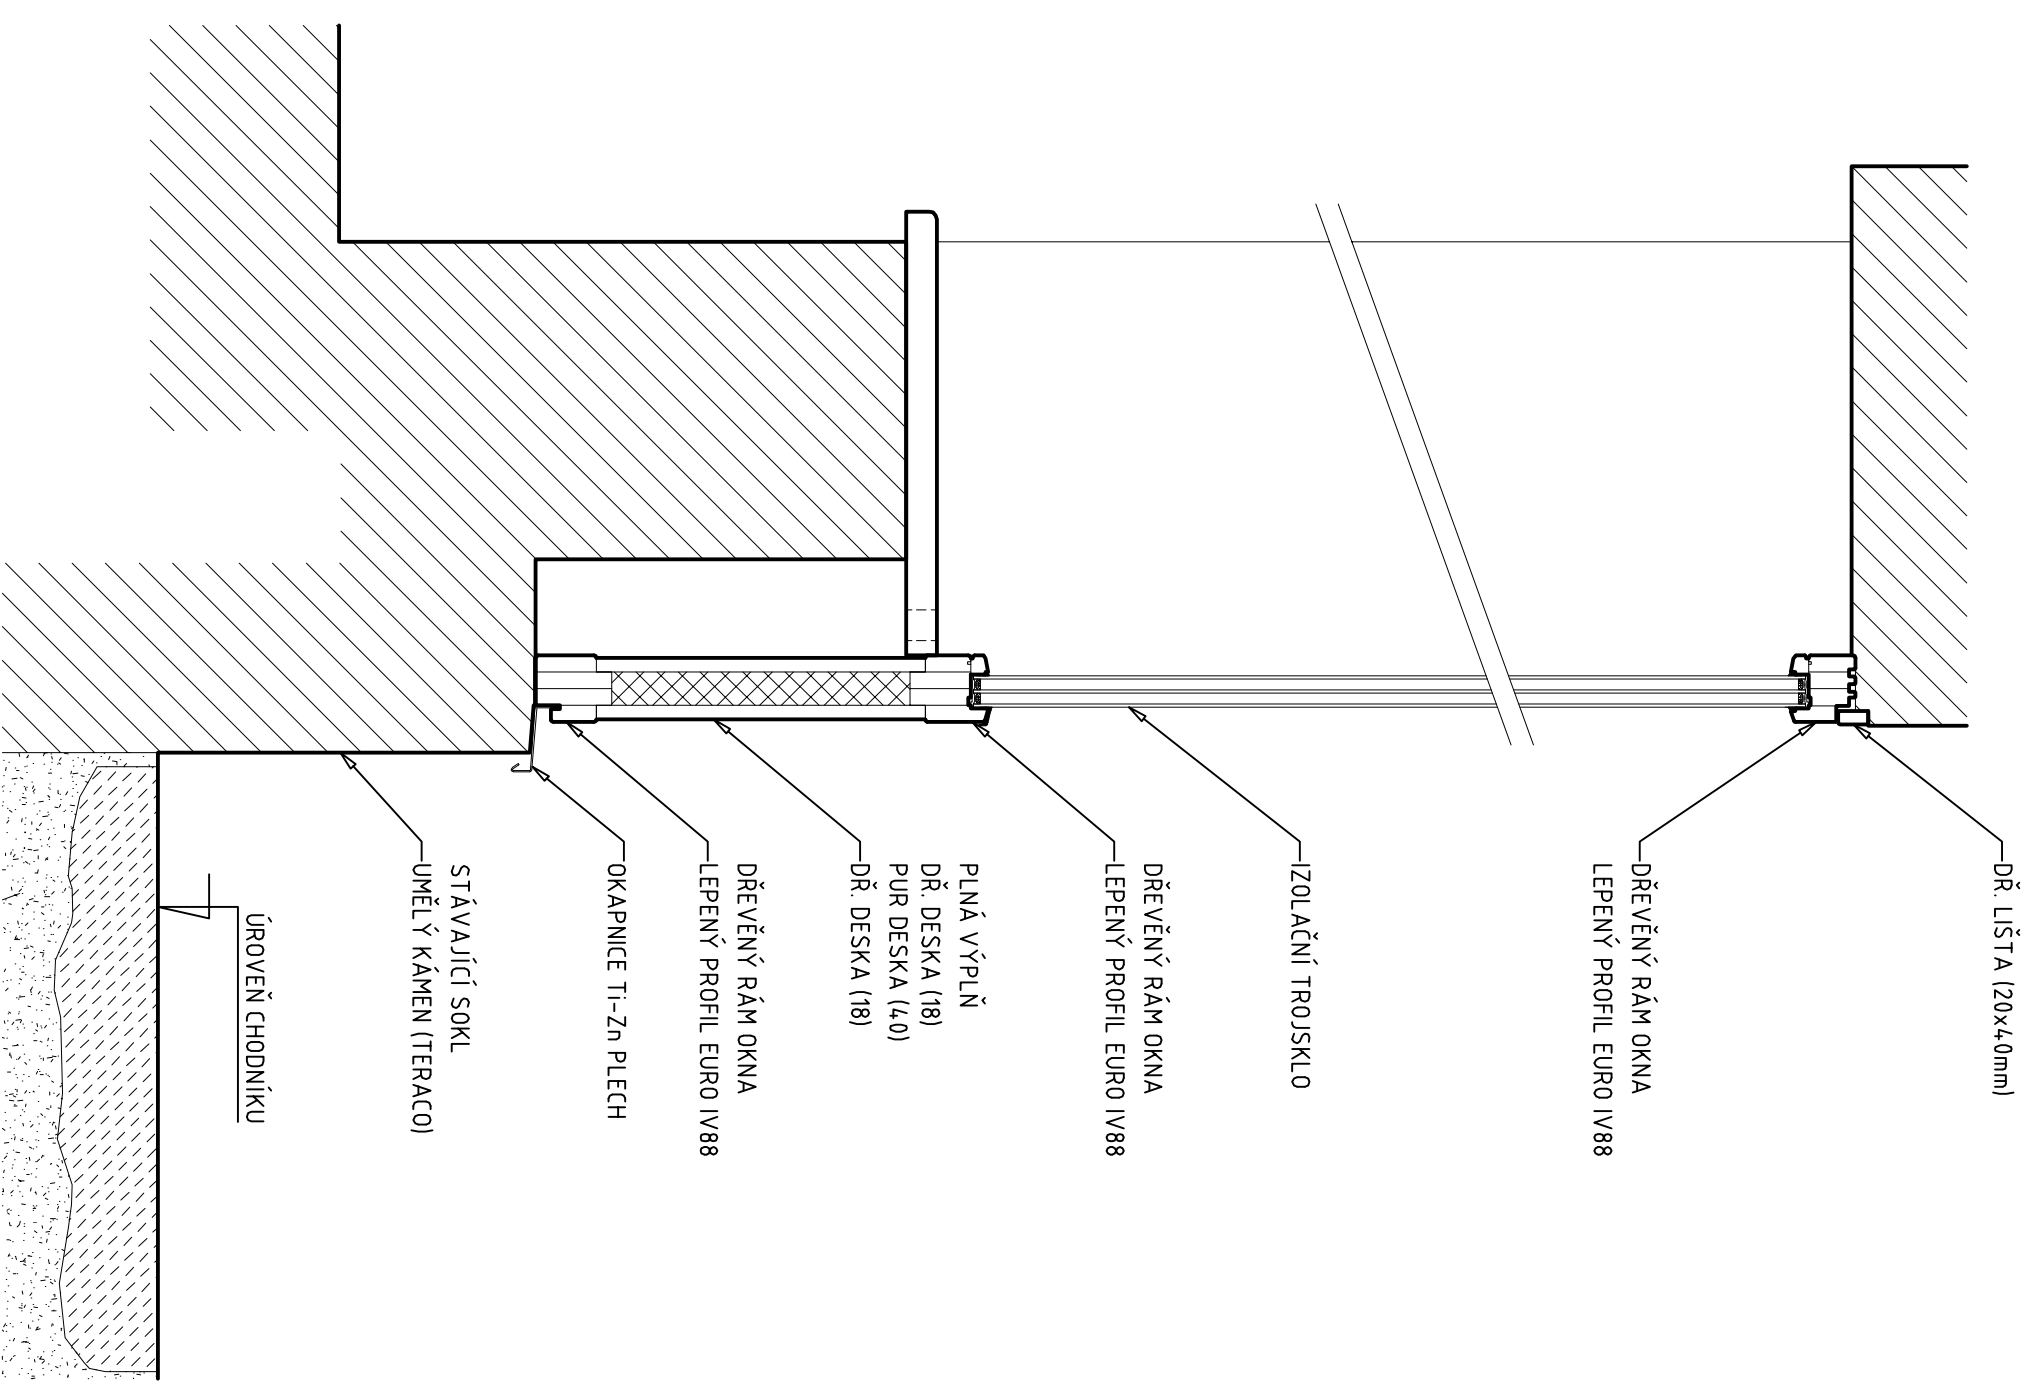 DŘ. LIŠTA (20x40mm)
DŘEVĚNÝ RÁM OKNA
LEPENÝ PROFIL EURO IV88
IZOLAČNÍ TROJSKLO
DŘEVĚNÝ RÁM OKNA
LEPENÝ PROFIL EURO IV88
PLNÁ VÝPLŇ
DŘ. DESKA (18)
PUR DESKA (40)
DŘ. DESKA (18)
DŘEVĚNÝ RÁM OKNA
LEPENÝ PROFIL EURO IV88
OKAPNICE Ti-Zn PLECH
STÁVAJÍCÍ SOKL
UMĚLÝ KÁMEN (TERACO)
ÚROVEŇ CHODNÍKU